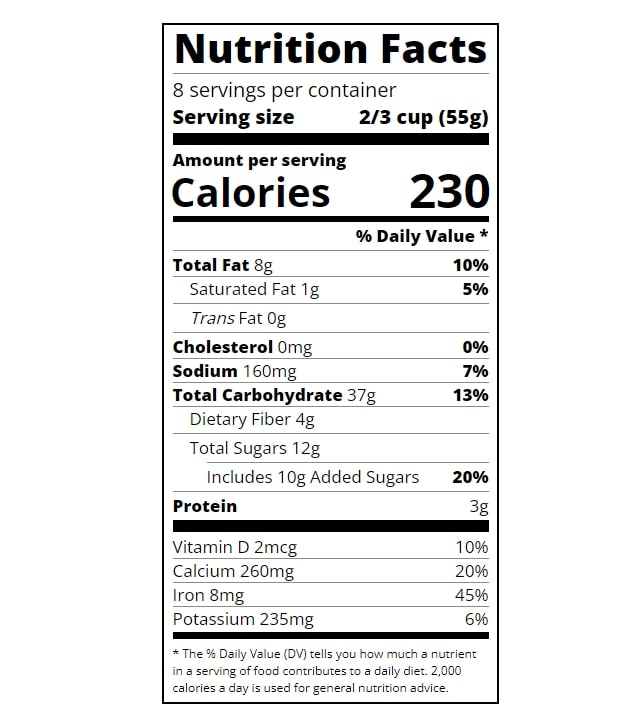 Nutrition Facts
8 servings per container
Serving size 2/3 cup (55g)
Amount per serving
Calories 230
% Daily Value *
Total Fat 8g 10%
Saturated Fat 1g 5%
Trans Fat 0g
Cholesterol 0mg 0%
Sodium 160mg 7%
Total Carbohydrate 37g 13%
Dietary Fiber 4g
Total Sugars 12g
Includes 10g Added Sugars 20%
Protein 3g
Vitamin D 2mcg 10%
Calcium 260mg 20%
Iron 8mg 45%
Potassium 235mg 6%
* The % Daily Value (DV) tells you how much a nutrient
in a serving of food contributes to a daily diet. 2,000
calories a day is used for general nutrition advice.